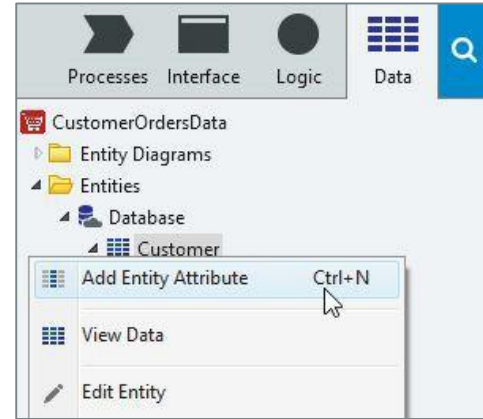 Processes Interface Logic Data
CustomerOrdersData
Entity Diagrams
Entities
Database
Customer
Add Entity Attribute Ctrl+N
View Data
Edit Entity